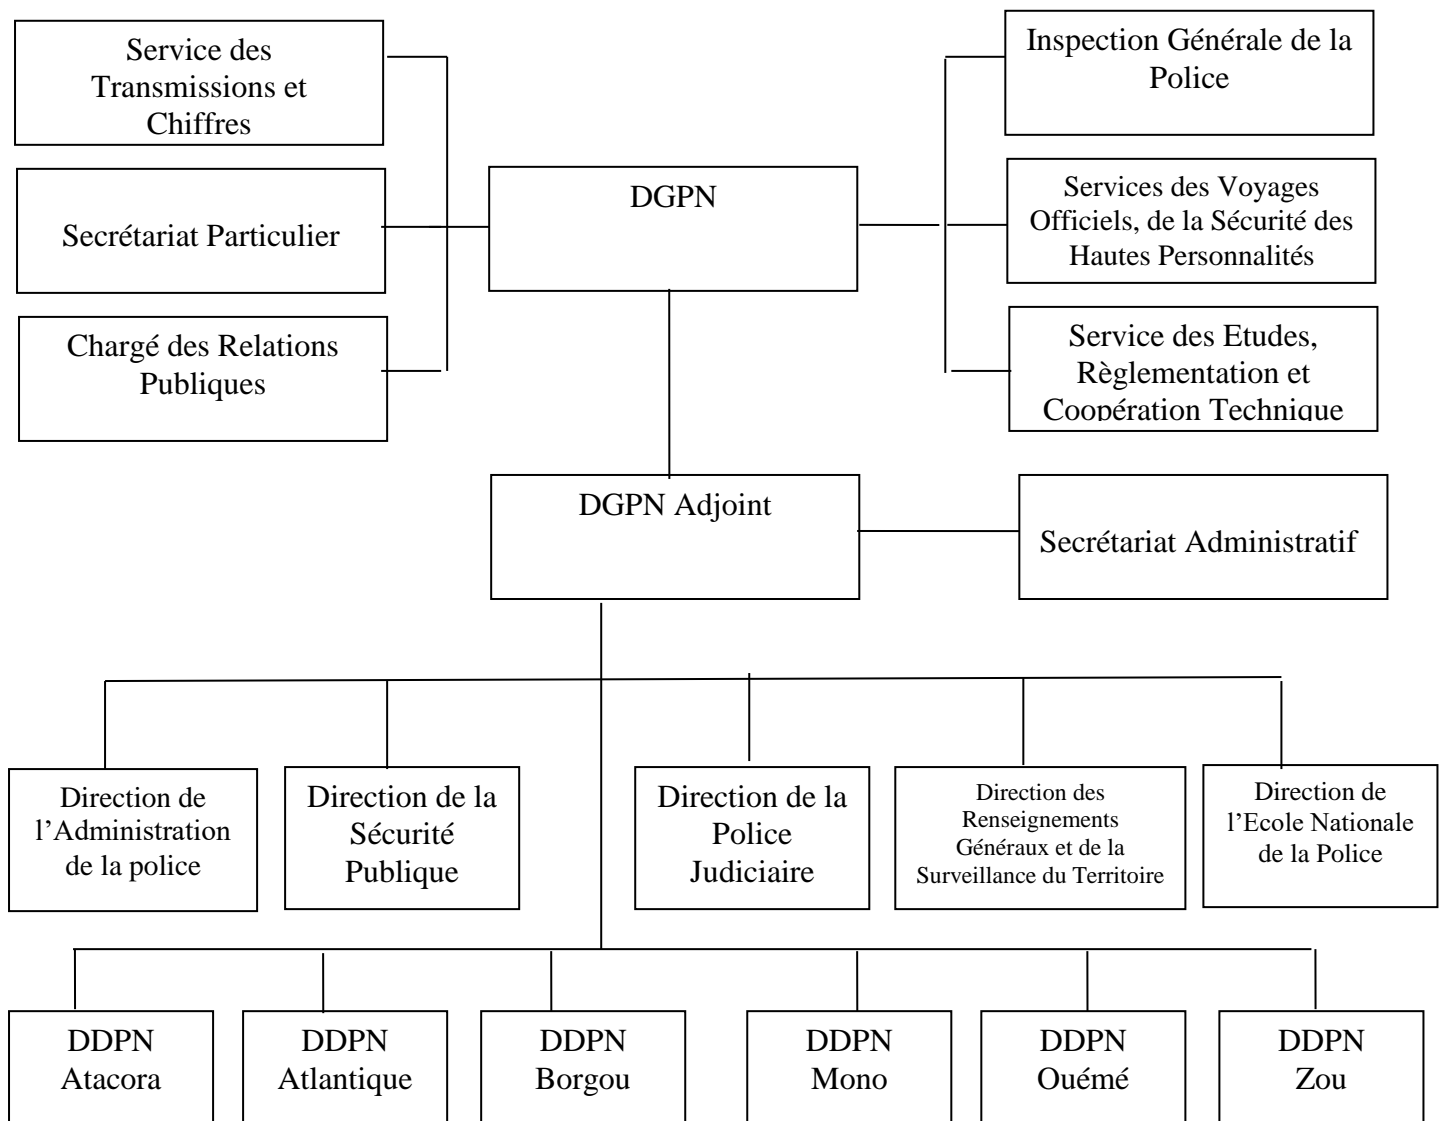 Service des
Transmissions et
Chiffres
Inspection Générale de la
Police
Secrétariat Particulier
DGPN
Services des Voyages
Officiels, de la Sécurité des
Hautes Personnalités
Chargé des Relations
Publiques
Service des Etudes,
Règlementation et
Coopération Technique
DGPN Adjoint
Secrétariat Administratif
Direction de
l’Administration
de la police
Direction de la
Sécurité
Publique
Direction de la
Police
Judiciaire
Direction des
Renseignements
Généraux et de la
Surveillance du Territoire
Direction de
l’Ecole Nationale
de la Police
DDPN
Atacora
DDPN
Atlantique
DDPN
Borgou
DDPN
Mono
DDPN
Ouémé
DDPN
Zou